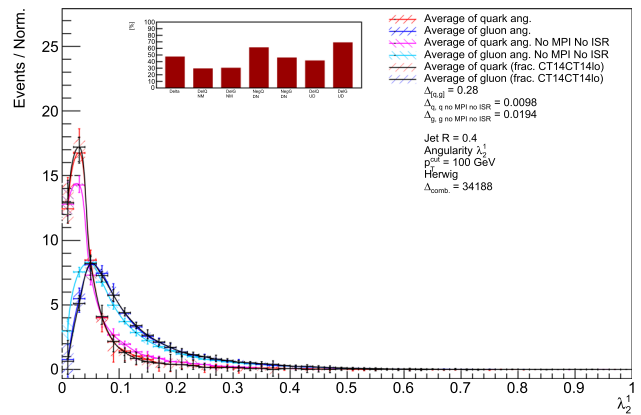 Events / Norm.
25
20
15
10
5
0
0
0.1
0.2
0.3
0.4
0.5
0.6
0.7
0.8
0.9
1
λ₂¹
[%]
100
90
80
70
60
50
40
30
20
10
0
Delta
DelQ NM
DelG NM
NegQ DN
NegG DN
DelQ UD
DelG UD
Average of quark ang.
Average of gluon ang.
Average of quark ang. No MPI No ISR
Average of gluon ang. No MPI No ISR
Average of quark (frac. CT14CT14lo)
Average of gluon (frac. CT14CT14lo)
Δ[q,g] = 0.28
Δq, q no MPI no ISR = 0.0098
Δg, g no MPI no ISR = 0.0194
Jet R = 0.4
Angularity λ₂¹
pTcut = 100 GeV
Herwig
Δcomb. = 34188